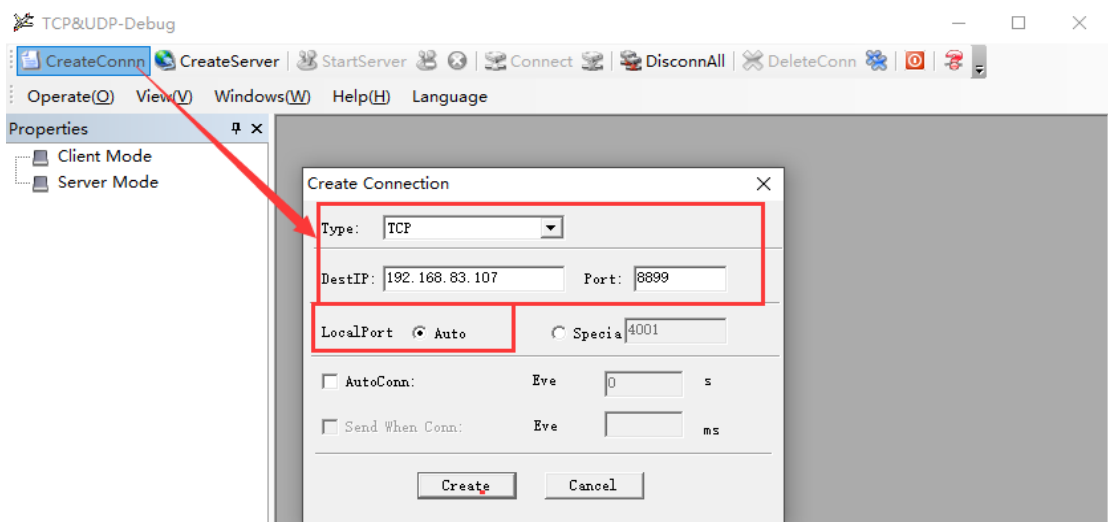 TCP&UDP-Debug
CreateConnn CreateServer StartServer Connect DisconnAll DeleteConn
Operate(O) View(V) Windows(W) Help(H) Language
Properties
Client Mode
Server Mode
Create Connection
Type: TCP
DestIP: 192.168.83.107 Port: 8899
LocalPort Auto Specia 4001
AutoConn: Eve 0 s
Send When Conn: Eve ms
Create Cancel